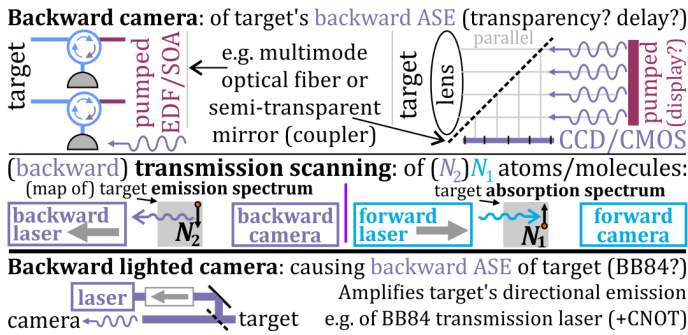 Backward camera: of target's backward ASE (transparency? delay?)
target
pumped
EDF/SOA
e.g. multimode
optical fiber or
semi-transparent
mirror (coupler)
target
lens
parallel
pumped
(display?)
CCD/CMOS
(backward) transmission scanning: of (N₂)N₁ atoms/molecules:
(map of) target emission spectrum
target absorption spectrum
backward
laser
N₂
backward
camera
forward
laser
N₁
forward
camera
Backward lighted camera: causing backward ASE of target (BB84?)
laser
camera
target
Amplifies target's directional emission
e.g. of BB84 transmission laser (+CNOT)